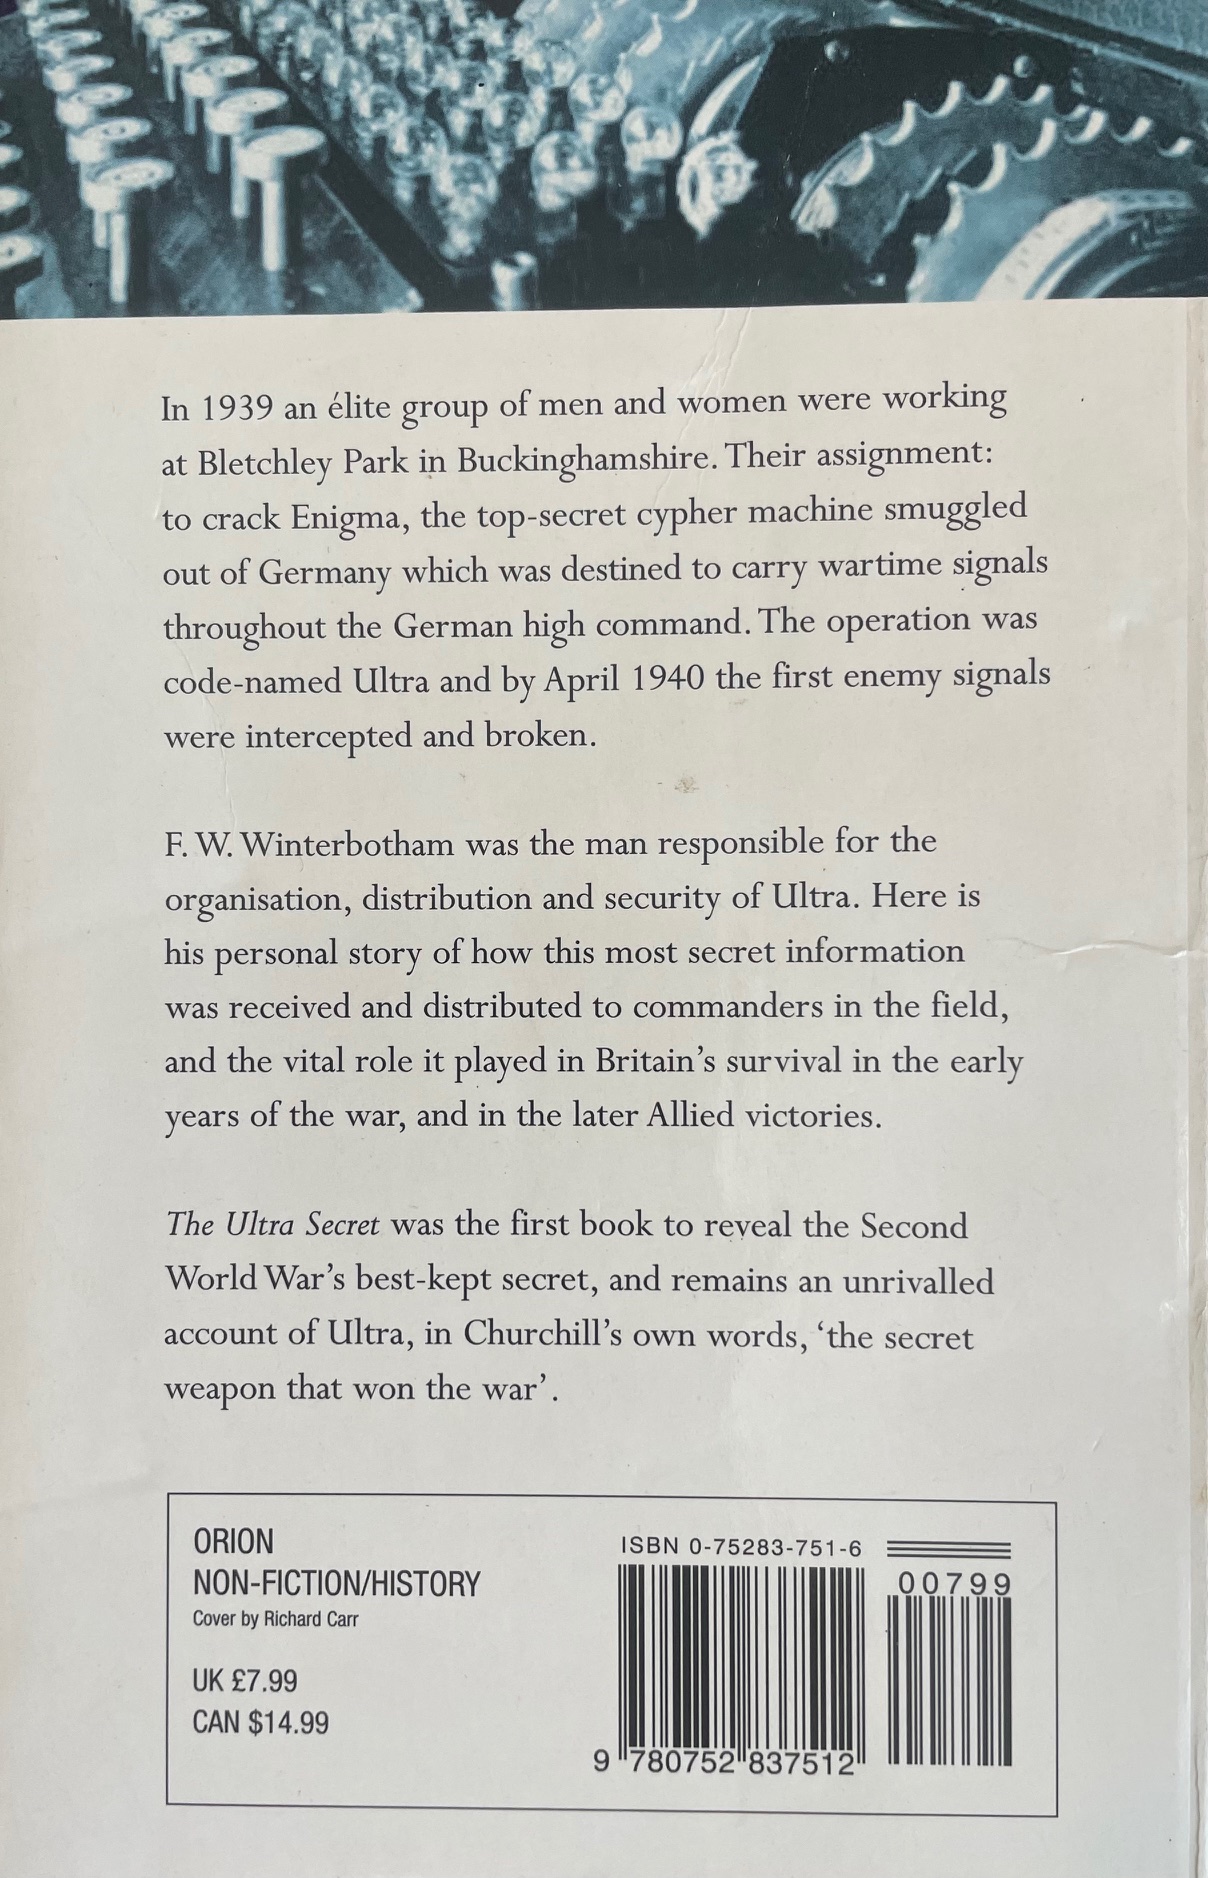 In 1939 an élite group of men and women were working
at Bletchley Park in Buckinghamshire. Their assignment:
to crack Enigma, the top-secret cypher machine smuggled
out of Germany which was destined to carry wartime signals
throughout the German high command. The operation was
code-named Ultra and by April 1940 the first enemy signals
were intercepted and broken.
F. W. Winterbotham was the man responsible for the
organisation, distribution and security of Ultra. Here is
his personal story of how this most secret information
was received and distributed to commanders in the field,
and the vital role it played in Britain's survival in the early
years of the war, and in the later Allied victories.
The Ultra Secret was the first book to reveal the Second
World War's best-kept secret, and remains an unrivalled
account of Ultra, in Churchill's own words, 'the secret
weapon that won the war'.
ORION
NON-FICTION/HISTORY
Cover by Richard Carr
UK £7.99
CAN $14.99
ISBN 0-75283-751-6
00799
9 780752 837512